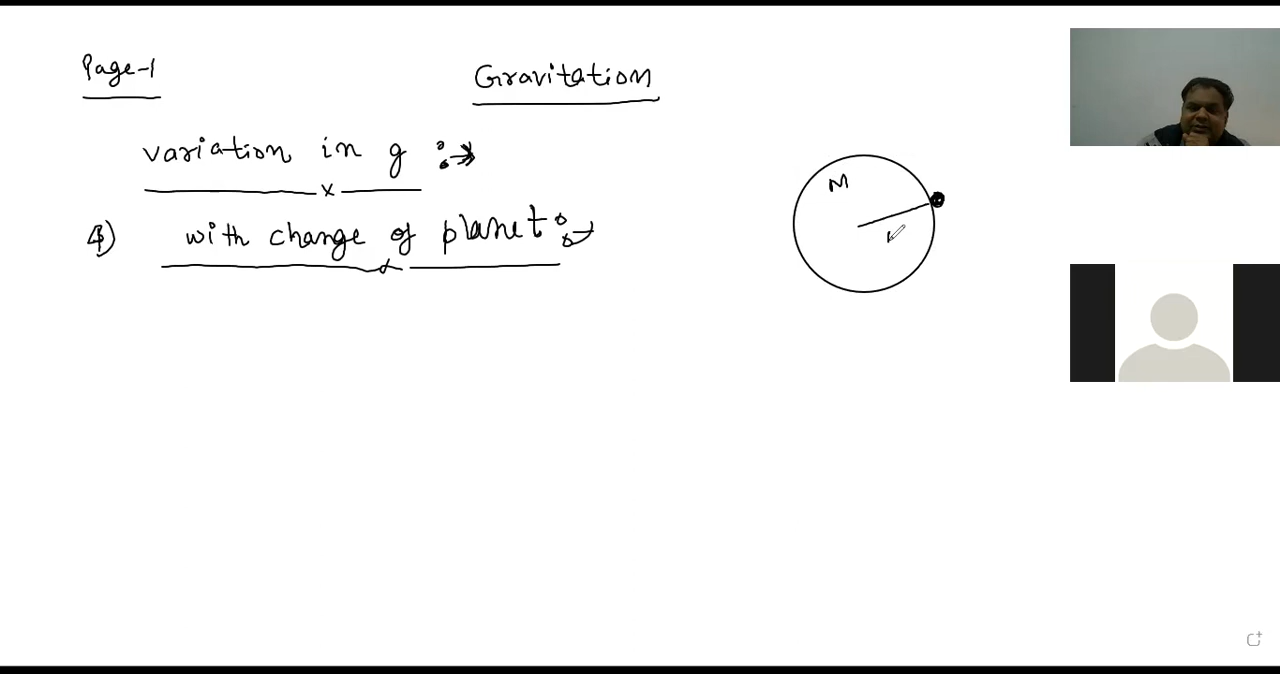 Page-1
Gravitation
variation in g :→
4) with change of planet :→
M